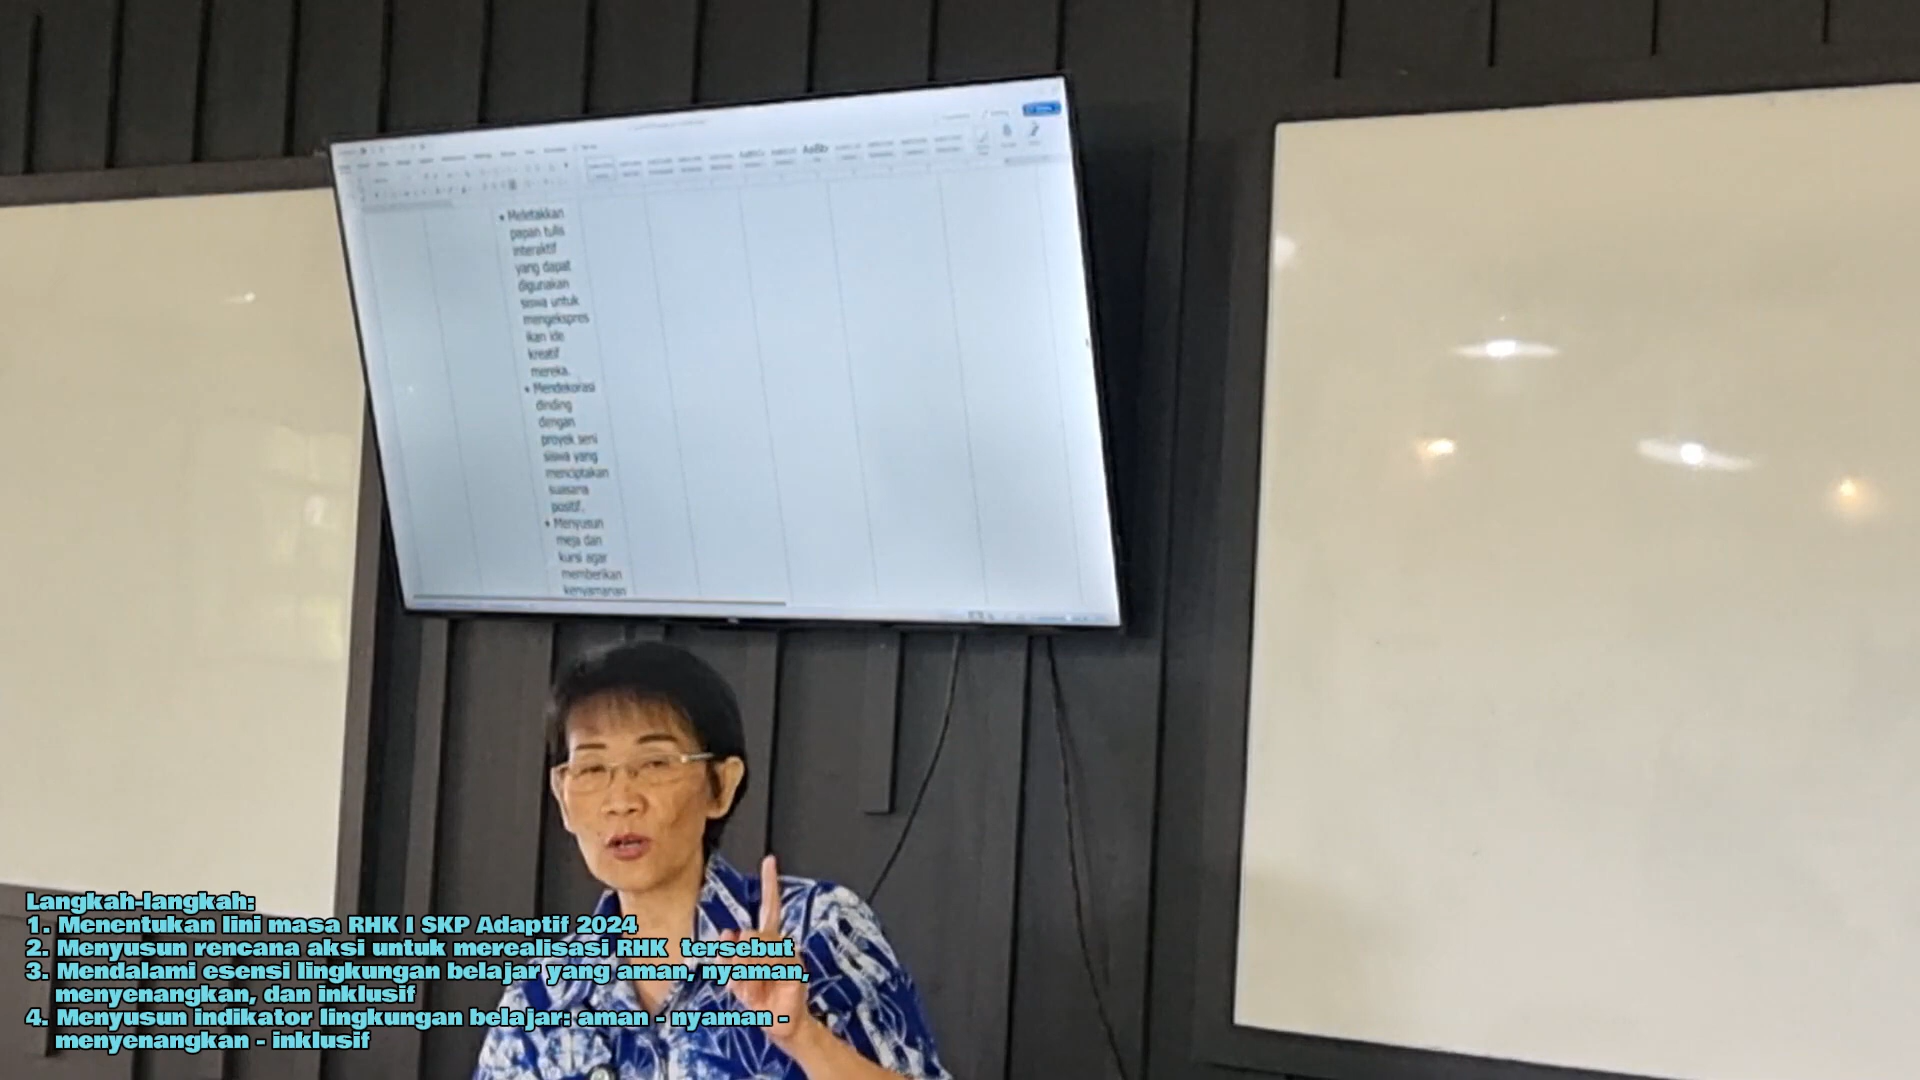 AaBb
• Meletakkan
papan tulis
interaktif
yang dapat
digunakan
siswa untuk
mengekspres
ikan ide
kreatif
mereka.
• Mendekorasi
dinding
dengan
proyek seni
siswa yang
menciptakan
suasana
positif.
• Menyusun
meja dan
kursi agar
memberikan
kenyamanan
Langkah-langkah:
1. Menentukan lini masa RHK I SKP Adaptif 2024
2. Menyusun rencana aksi untuk merealisasi RHK tersebut
3. Mendalami esensi lingkungan belajar yang aman, nyaman,
menyenangkan, dan inklusif
4. Menyusun indikator lingkungan belajar: aman - nyaman -
menyenangkan - inklusif